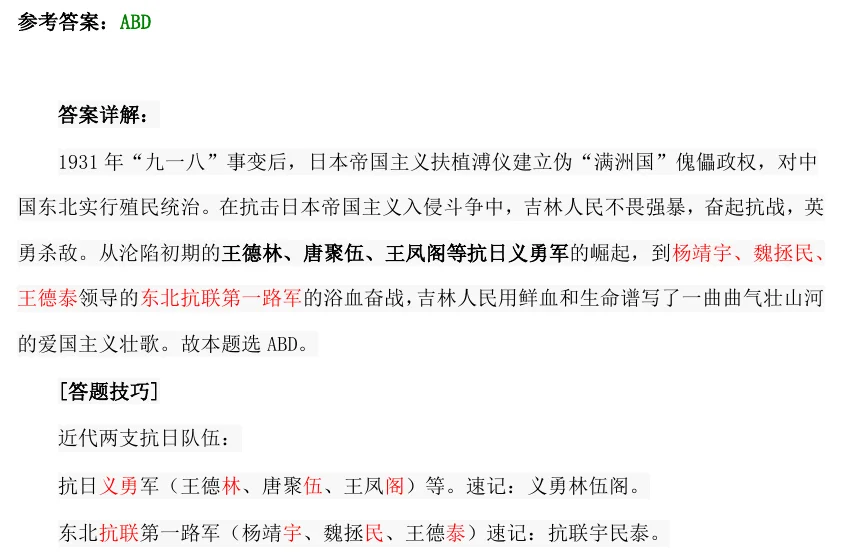 参考答案：ABD
答案详解：
1931 年“九一八”事变后，日本帝国主义扶植溥仪建立伪“满洲国”傀儡政权，对中
国东北实行殖民统治。在抗击日本帝国主义入侵斗争中，吉林人民不畏强暴，奋起抗战，英
勇杀敌。从沦陷初期的王德林、唐聚伍、王凤阁等抗日义勇军的崛起，到杨靖宇、魏拯民、
王德泰领导的东北抗联第一路军的浴血奋战，吉林人民用鲜血和生命谱写了一曲曲气壮山河
的爱国主义壮歌。故本题选 ABD。
[答题技巧]
近代两支抗日队伍：
抗日义勇军（王德林、唐聚伍、王凤阁）等。速记：义勇林伍阁。
东北抗联第一路军（杨靖宇、魏拯民、王德泰）速记：抗联宇民泰。